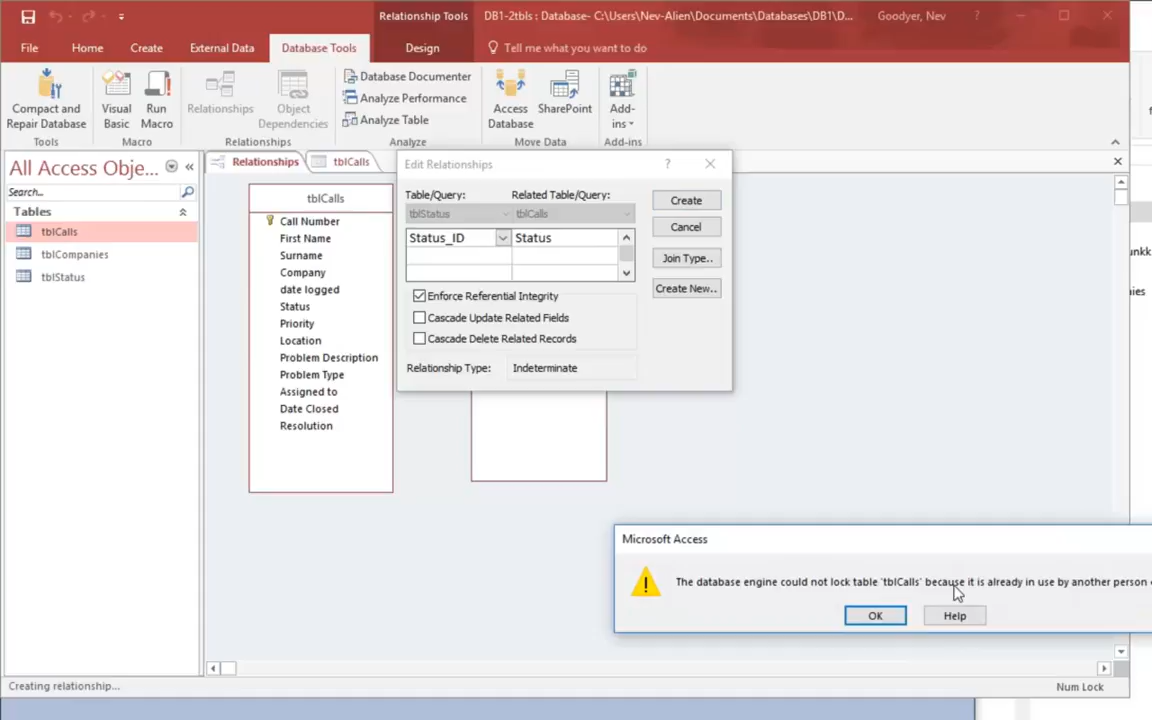 Relationship Tools
DB1-2tbls : Database- C:\Users\Nev-Alien\Documents\Databases\DB1\D...
Goodyer, Nev
?
File
Home
Create
External Data
Database Tools
Design
Tell me what you want to do
Compact and
Repair Database
Visual
Basic
Run
Macro
Relationships
Object
Dependencies
Database Documenter
Analyze Performance
Analyze Table
Access
Database
SharePoint
Add-
ins
Tools
Macro
Relationships
Analyze
Move Data
Add-ins
All Access Obje...
Search...
Tables
tblCalls
tblCompanies
tblStatus
Relationships
tblCalls
tblCalls
Call Number
First Name
Surname
Company
date logged
Status
Priority
Location
Problem Description
Problem Type
Assigned to
Date Closed
Resolution
Edit Relationships
?
Table/Query:
Related Table/Query:
tblStatus
tblCalls
Status_ID
Status
Enforce Referential Integrity
Cascade Update Related Fields
Cascade Delete Related Records
Relationship Type:
Indeterminate
Create
Cancel
Join Type..
Create New..
unkk
nies
Microsoft Access
The database engine could not lock table 'tblCalls' because it is already in use by another person
OK
Help
Creating relationship...
Num Lock